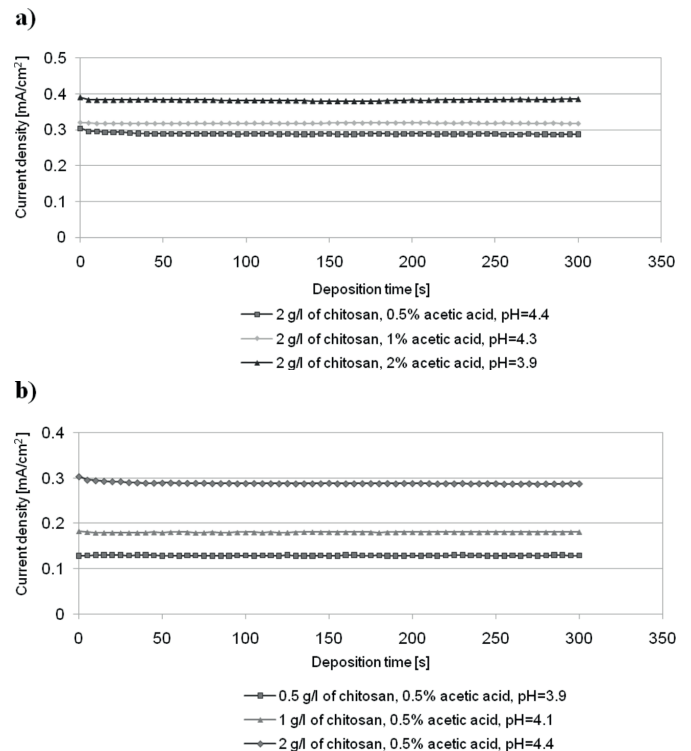 a)
Current density [mA/cm²]
0.5
0.4
0.3
0.2
0.1
0
0 50 100 150 200 250 300 350
Deposition time [s]
2 g/l of chitosan, 0.5% acetic acid, pH=4.4
2 g/l of chitosan, 1% acetic acid, pH=4.3
2 g/l of chitosan, 2% acetic acid, pH=3.9
b)
Current density [mA/cm²]
0.4
0.3
0.2
0.1
0
0 50 100 150 200 250 300 350
Deposition time [s]
0.5 g/l of chitosan, 0.5% acetic acid, pH=3.9
1 g/l of chitosan, 0.5% acetic acid, pH=4.1
2 g/l of chitosan, 0.5% acetic acid, pH=4.4